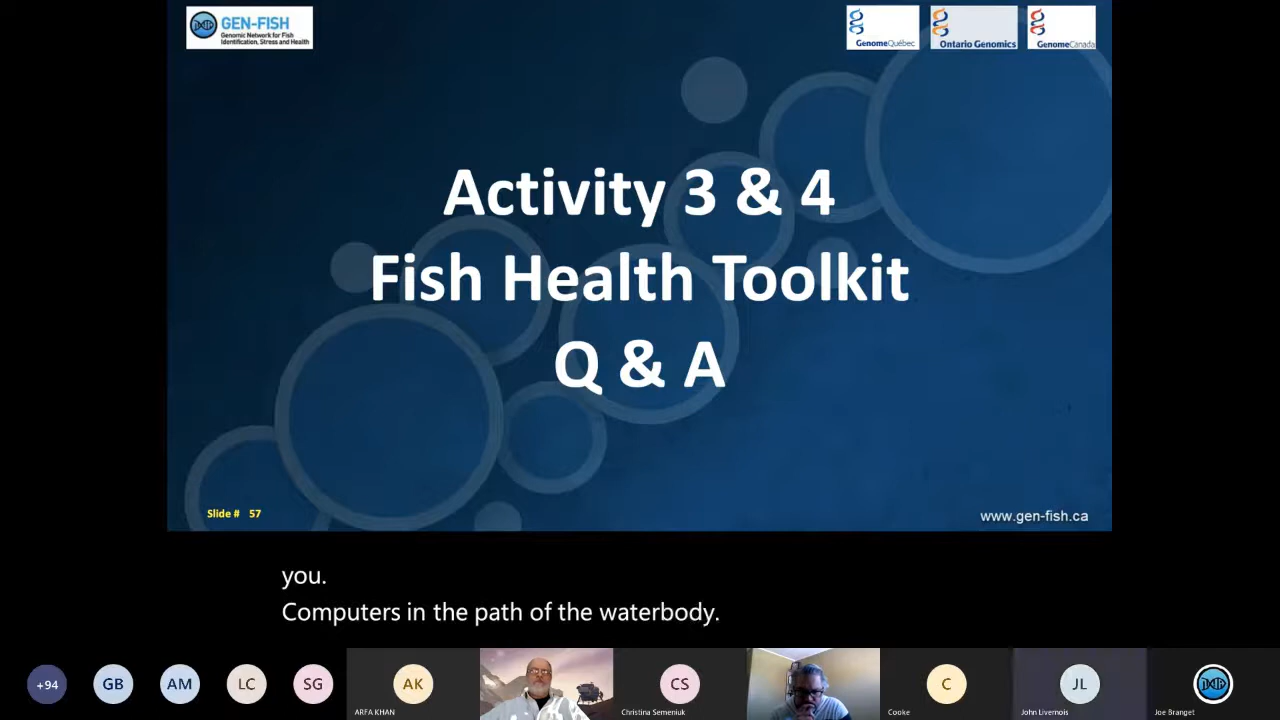 GEN-FISH
Genomic Network for Fish
Identification, Stress and Health
GenomeQuébec
Ontario Genomics
GenomeCanada
Activity 3 & 4
Fish Health Toolkit
Q & A
Slide # 57
www.gen-fish.ca
you.
Computers in the path of the waterbody.
+94
GB
AM
LC
SG
AK
ARFA KHAN
CS
Christina Semeniuk
C
Cooke
JL
John Livernois
Joe Branget